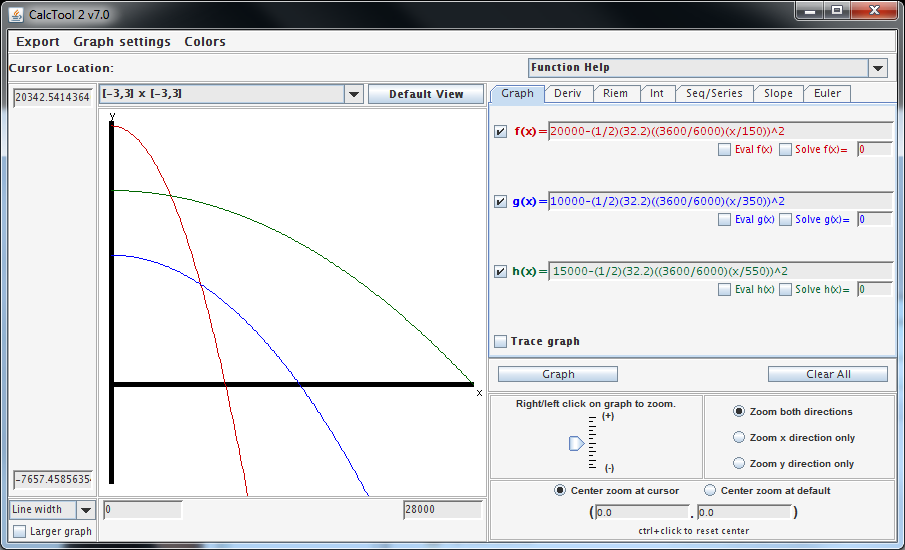 CalcTool 2 v7.0
Export Graph settings Colors
Cursor Location:
Function Help
20342.5414364
[-3,3] x [-3,3]
Default View
Graph Deriv Riem Int Seq/Series Slope Euler
y
f(x)= 20000-(1/2)(32.2)((3600/6000)(x/150))^2
Eval f(x) Solve f(x)= 0
g(x)= 10000-(1/2)(32.2)((3600/6000)(x/350))^2
Eval g(x) Solve g(x)= 0
h(x)= 15000-(1/2)(32.2)((3600/6000)(x/550))^2
Eval h(x) Solve h(x)= 0
Trace graph
x
Graph Clear All
Right/left click on graph to zoom.
(+)
(-)
Zoom both directions
Zoom x direction only
Zoom y direction only
-7657.4585635
Center zoom at cursor Center zoom at default
Line width
0
28000
( 0.0 , 0.0 )
Larger graph
ctrl+click to reset center